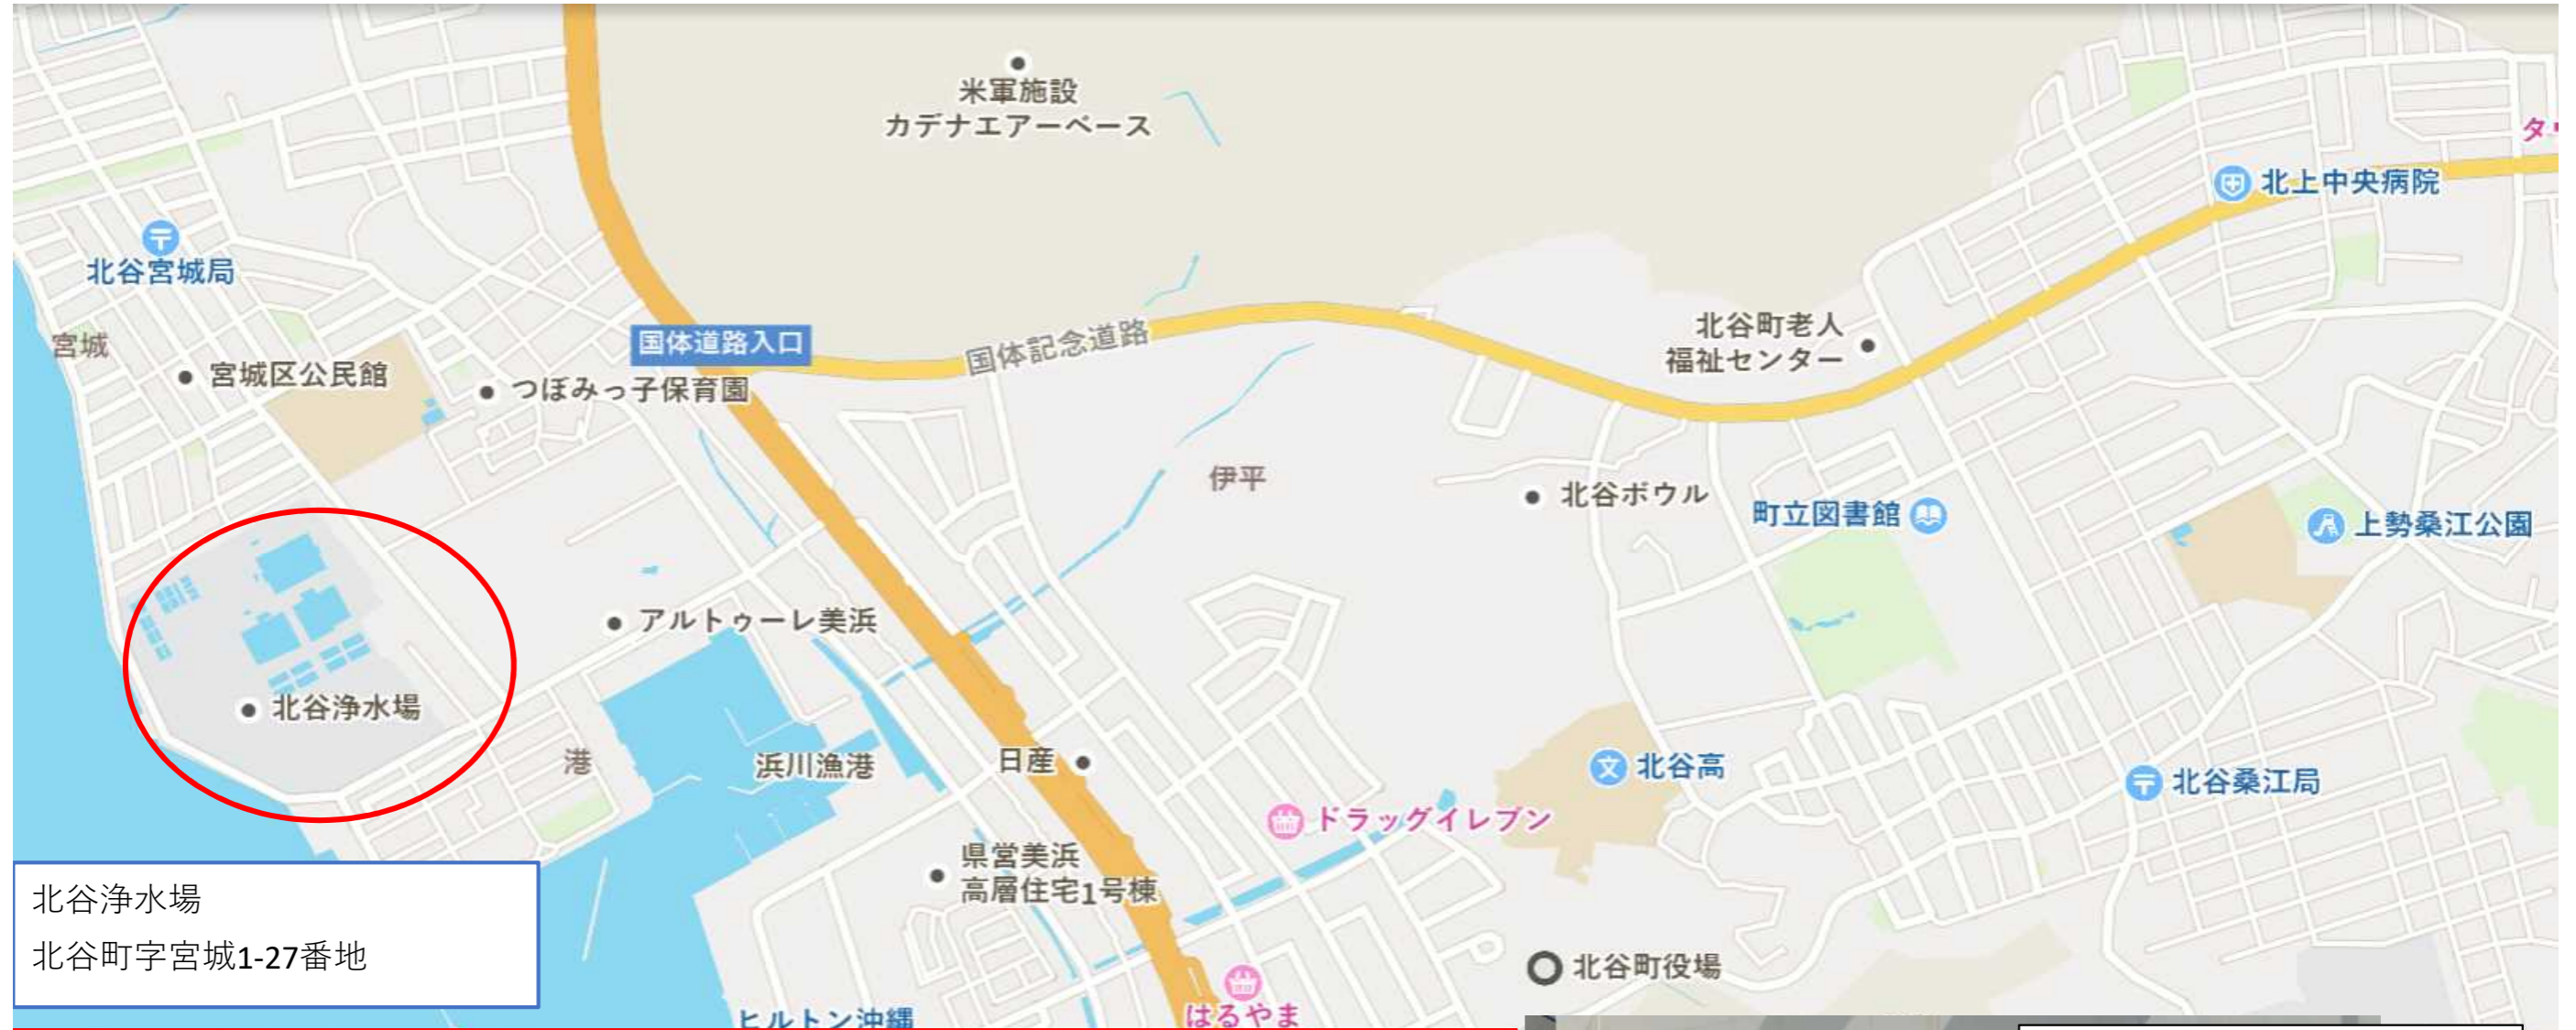 米軍施設
カデナエアーベース
北上中央病院
北谷宮城局
宮城
国体道路入口
国体記念道路
北谷町老人
福祉センター
宮城区公民館
つぼみっ子保育園
伊平
北谷ボウル
町立図書館
上勢桑江公園
アルトゥーレ美浜
北谷浄水場
港
浜川漁港
日産
北谷高
北谷桑江局
ドラッグイレブン
県営美浜
高層住宅1号棟
北谷浄水場
北谷町字宮城1-27番地
北谷町役場
ヒルトン沖縄
はるやま